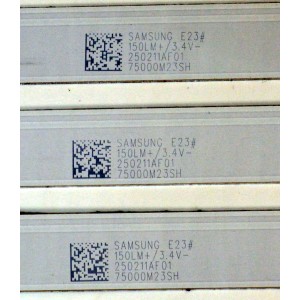 SAMSUNG E23#
150LM+/3.4V-
250211AF01
75000M23SH
SAMSUNG E23#
150LM+/3.4V-
250211AF01
75000M23SH
SAMSUNG E23#
150LM+/3.4V-
250211AF01
75000M23SH